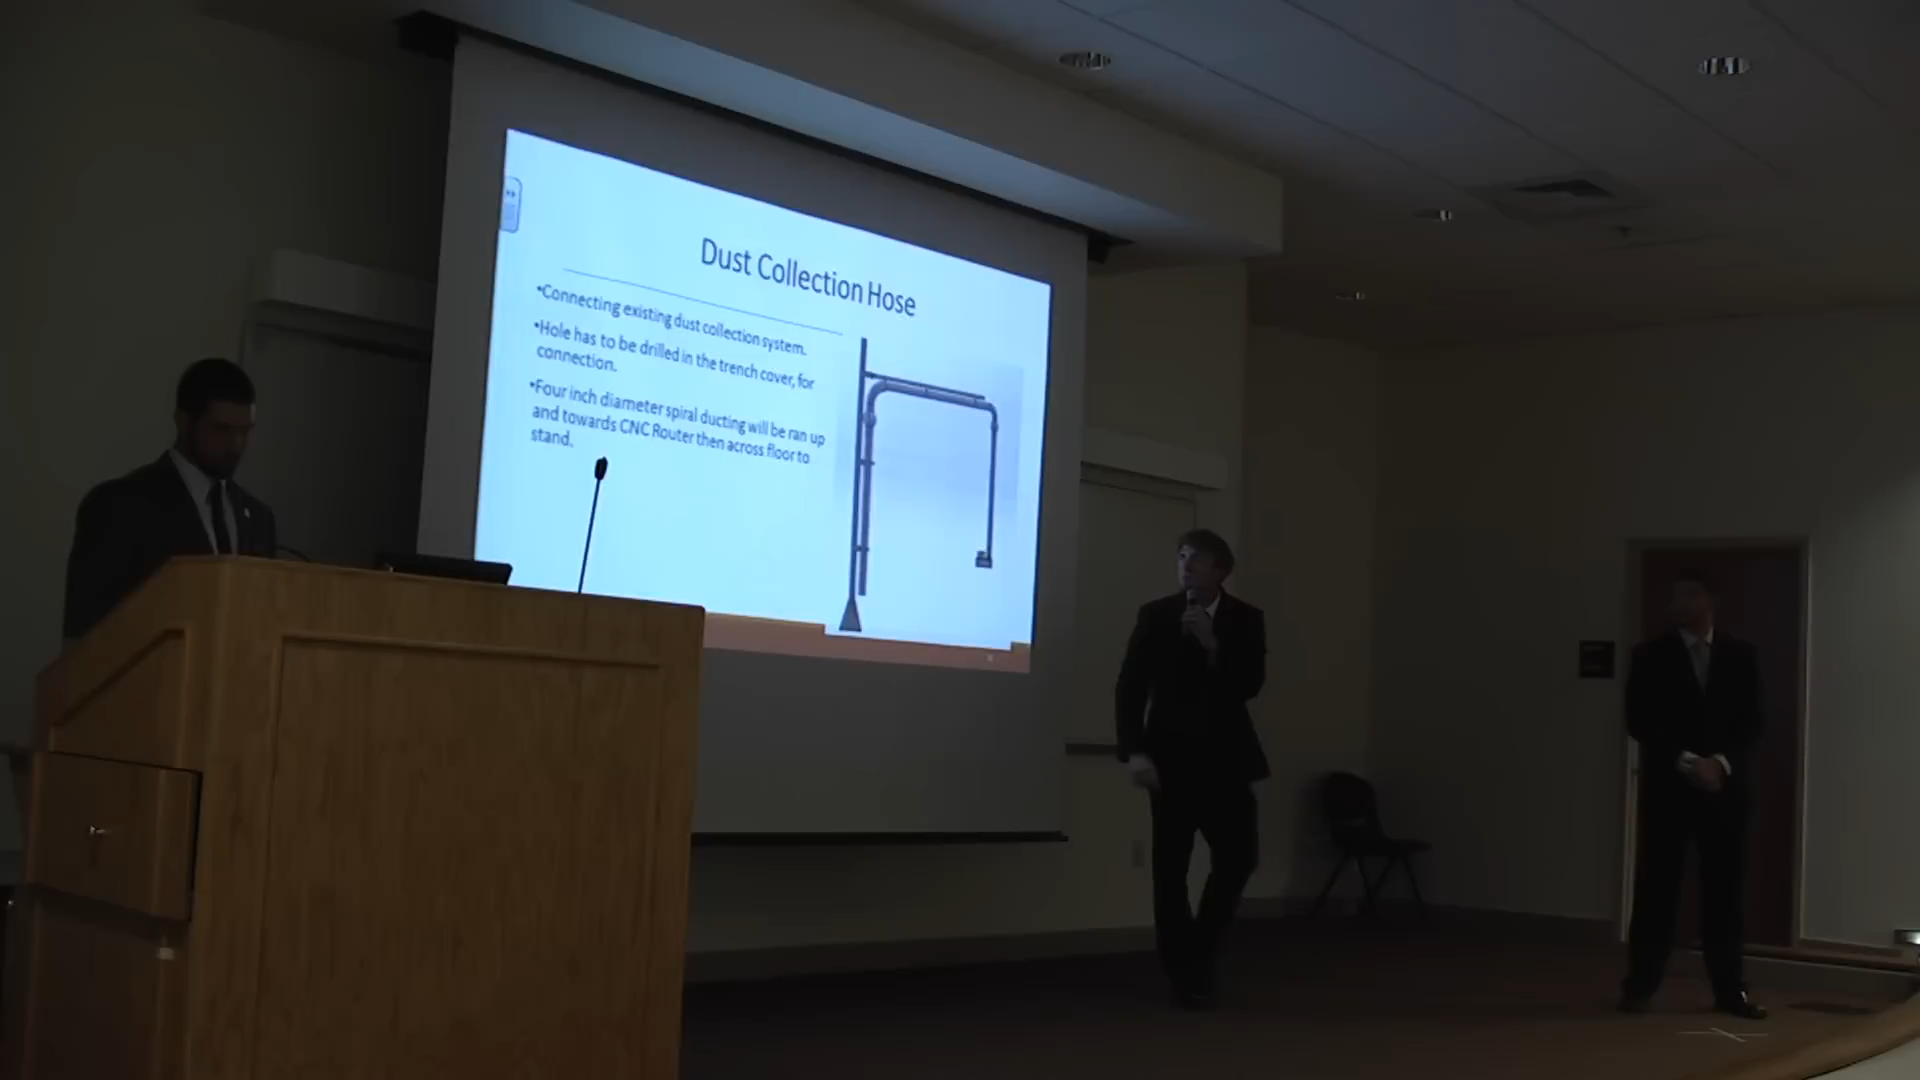 Dust Collection Hose
•Connecting existing dust collection system.
•Hole has to be drilled in the trench cover, for
connection.
•Four inch diameter spiral ducting will be ran up
and towards CNC Router then across floor to
stand.